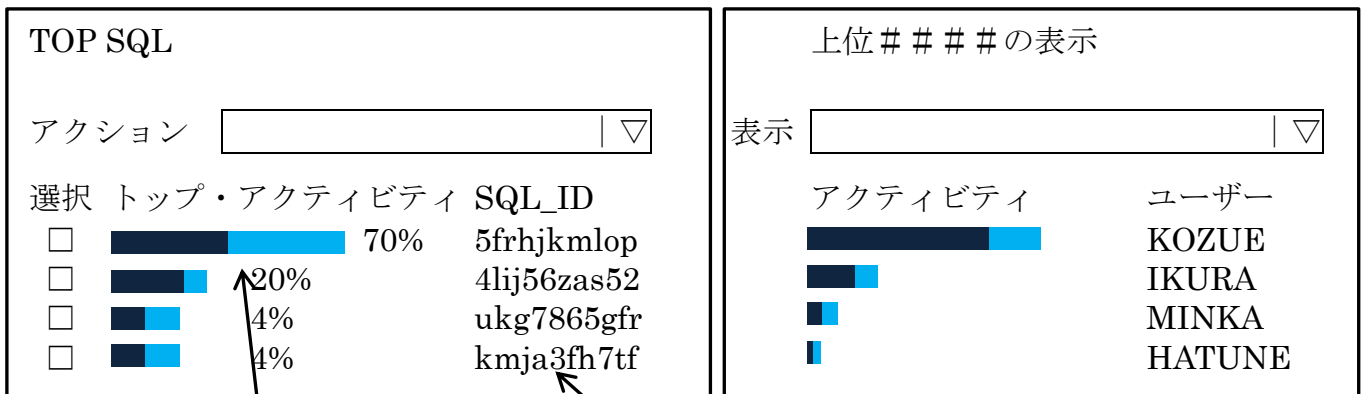 TOP SQL
アクション | ▽
選択 トップ・アクティビティ SQL_ID
□ 70% 5frhjkmlop
□ 20% 4lij56zas52
□ 4% ukg7865gfr
□ 4% kmja3fh7tf
上位####の表示
表示 | ▽
アクティビティ ユーザー
KOZUE
IKURA
MINKA
HATUNE